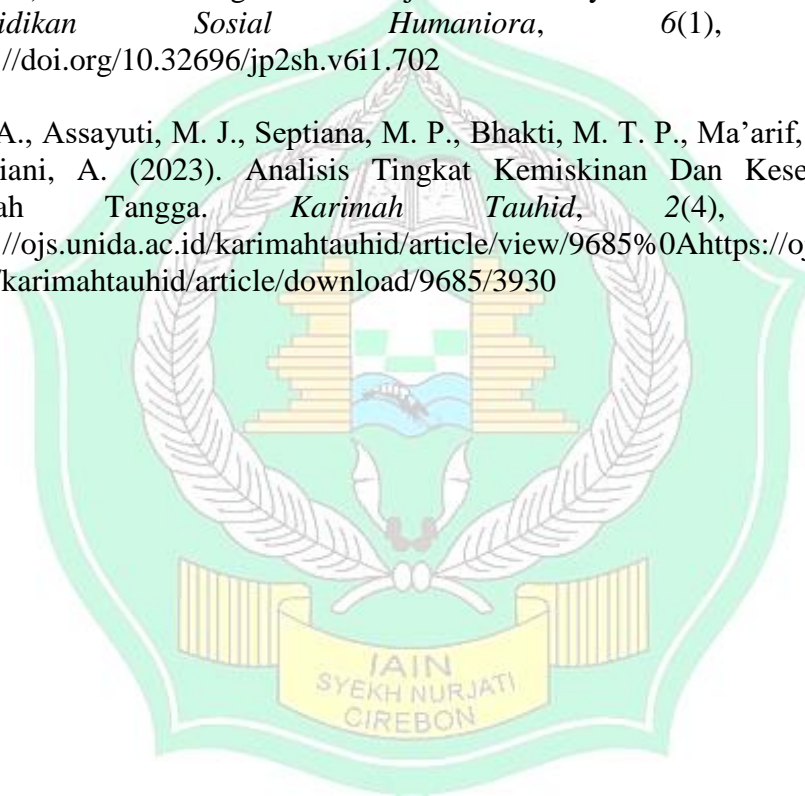 idikan Sosial Humaniora, 6(1),
://doi.org/10.32696/jp2sh.v6i1.702
A., Assayuti, M. J., Septiana, M. P., Bhakti, M. T. P., Ma’arif,
iani, A. (2023). Analisis Tingkat Kemiskinan Dan Kese
ah Tangga. Karimah Tauhid, 2(4),
://ojs.unida.ac.id/karimahtauhid/article/view/9685%0Ahttps://oj
/karimahtauhid/article/download/9685/3930
IAIN
SYEKH NURJATI
CIREBON